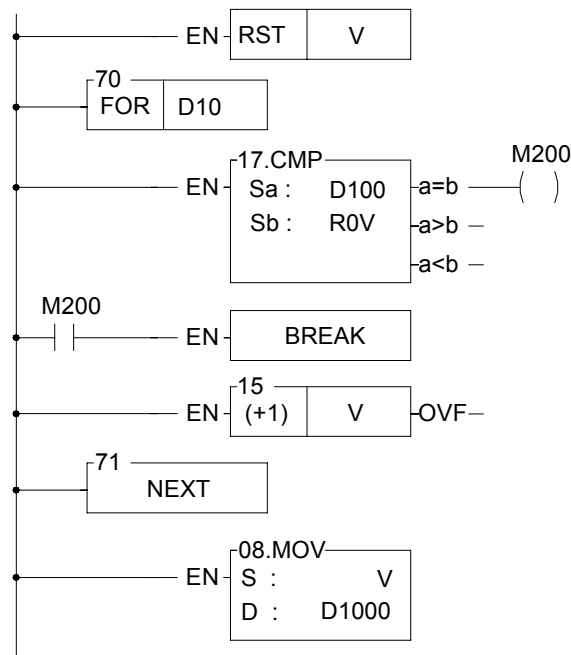 EN RST V
70
FOR D10
17.CMP M200
EN Sa : D100 a=b ( )
Sb : R0V a>b
a<b
M200
EN BREAK
15
EN (+1) V OVF
71
NEXT
08.MOV
EN S : V
D : D1000